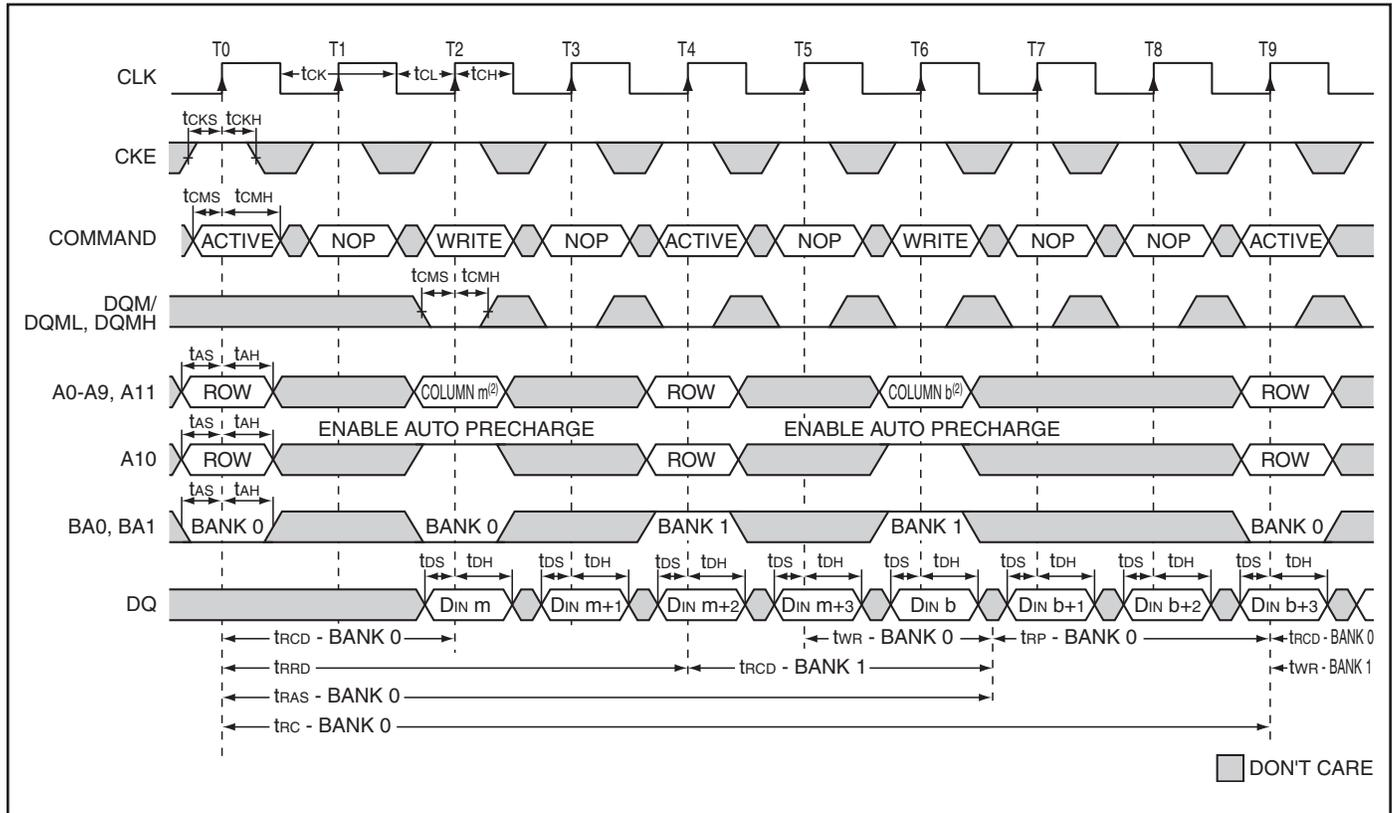 T0 T1 T2 T3 T4 T5 T6 T7 T8 T9
CLK tCK tCL tCH
tCKS tCKH
CKE
tCMS tCMH
COMMAND ACTIVE NOP WRITE NOP ACTIVE NOP WRITE NOP NOP ACTIVE
tCMS tCMH
DQM/
DQML, DQMH
tAS tAH
A0-A9, A11 ROW COLUMN m(2) ROW COLUMN b(2) ROW
tAS tAH ENABLE AUTO PRECHARGE ENABLE AUTO PRECHARGE
A10 ROW ROW ROW
tAS tAH
BA0, BA1 BANK 0 BANK 0 BANK 1 BANK 1 BANK 0
tDS tDH tDS tDH tDS tDH tDS tDH tDS tDH tDS tDH tDS tDH tDS tDH
DQ DIN m DIN m+1 DIN m+2 DIN m+3 DIN b DIN b+1 DIN b+2 DIN b+3
tRCD - BANK 0 tWR - BANK 0 tRP - BANK 0 tRCD - BANK 0
tRRD tRCD - BANK 1 tWR - BANK 1
tRAS - BANK 0
tRC - BANK 0
DON'T CARE